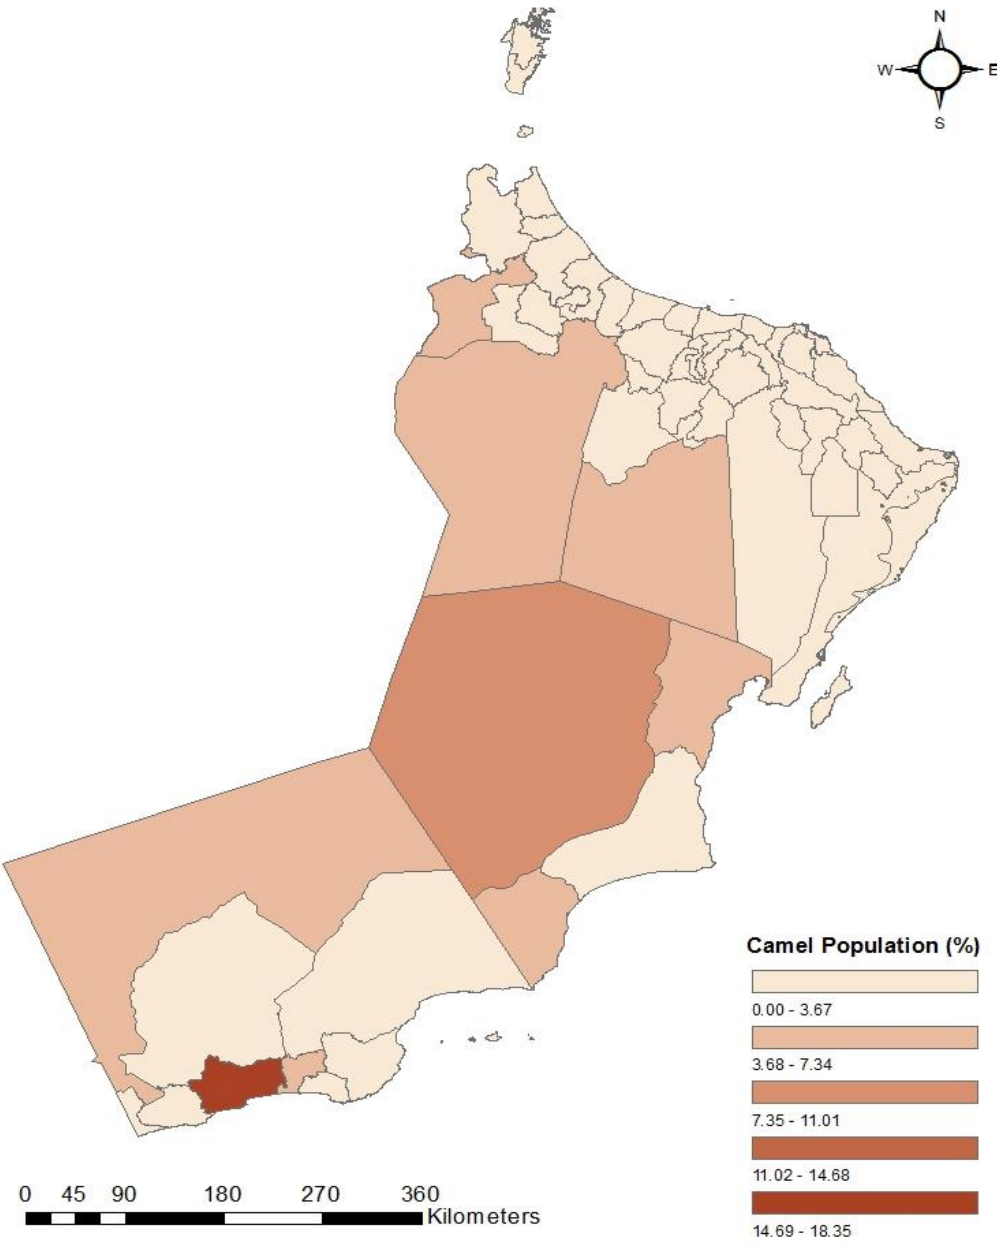 N
W E
S
Camel Population (%)
0.00 - 3.67
3.68 - 7.34
7.35 - 11.01
11.02 - 14.68
14.69 - 18.35
0 45 90 180 270 360
Kilometers